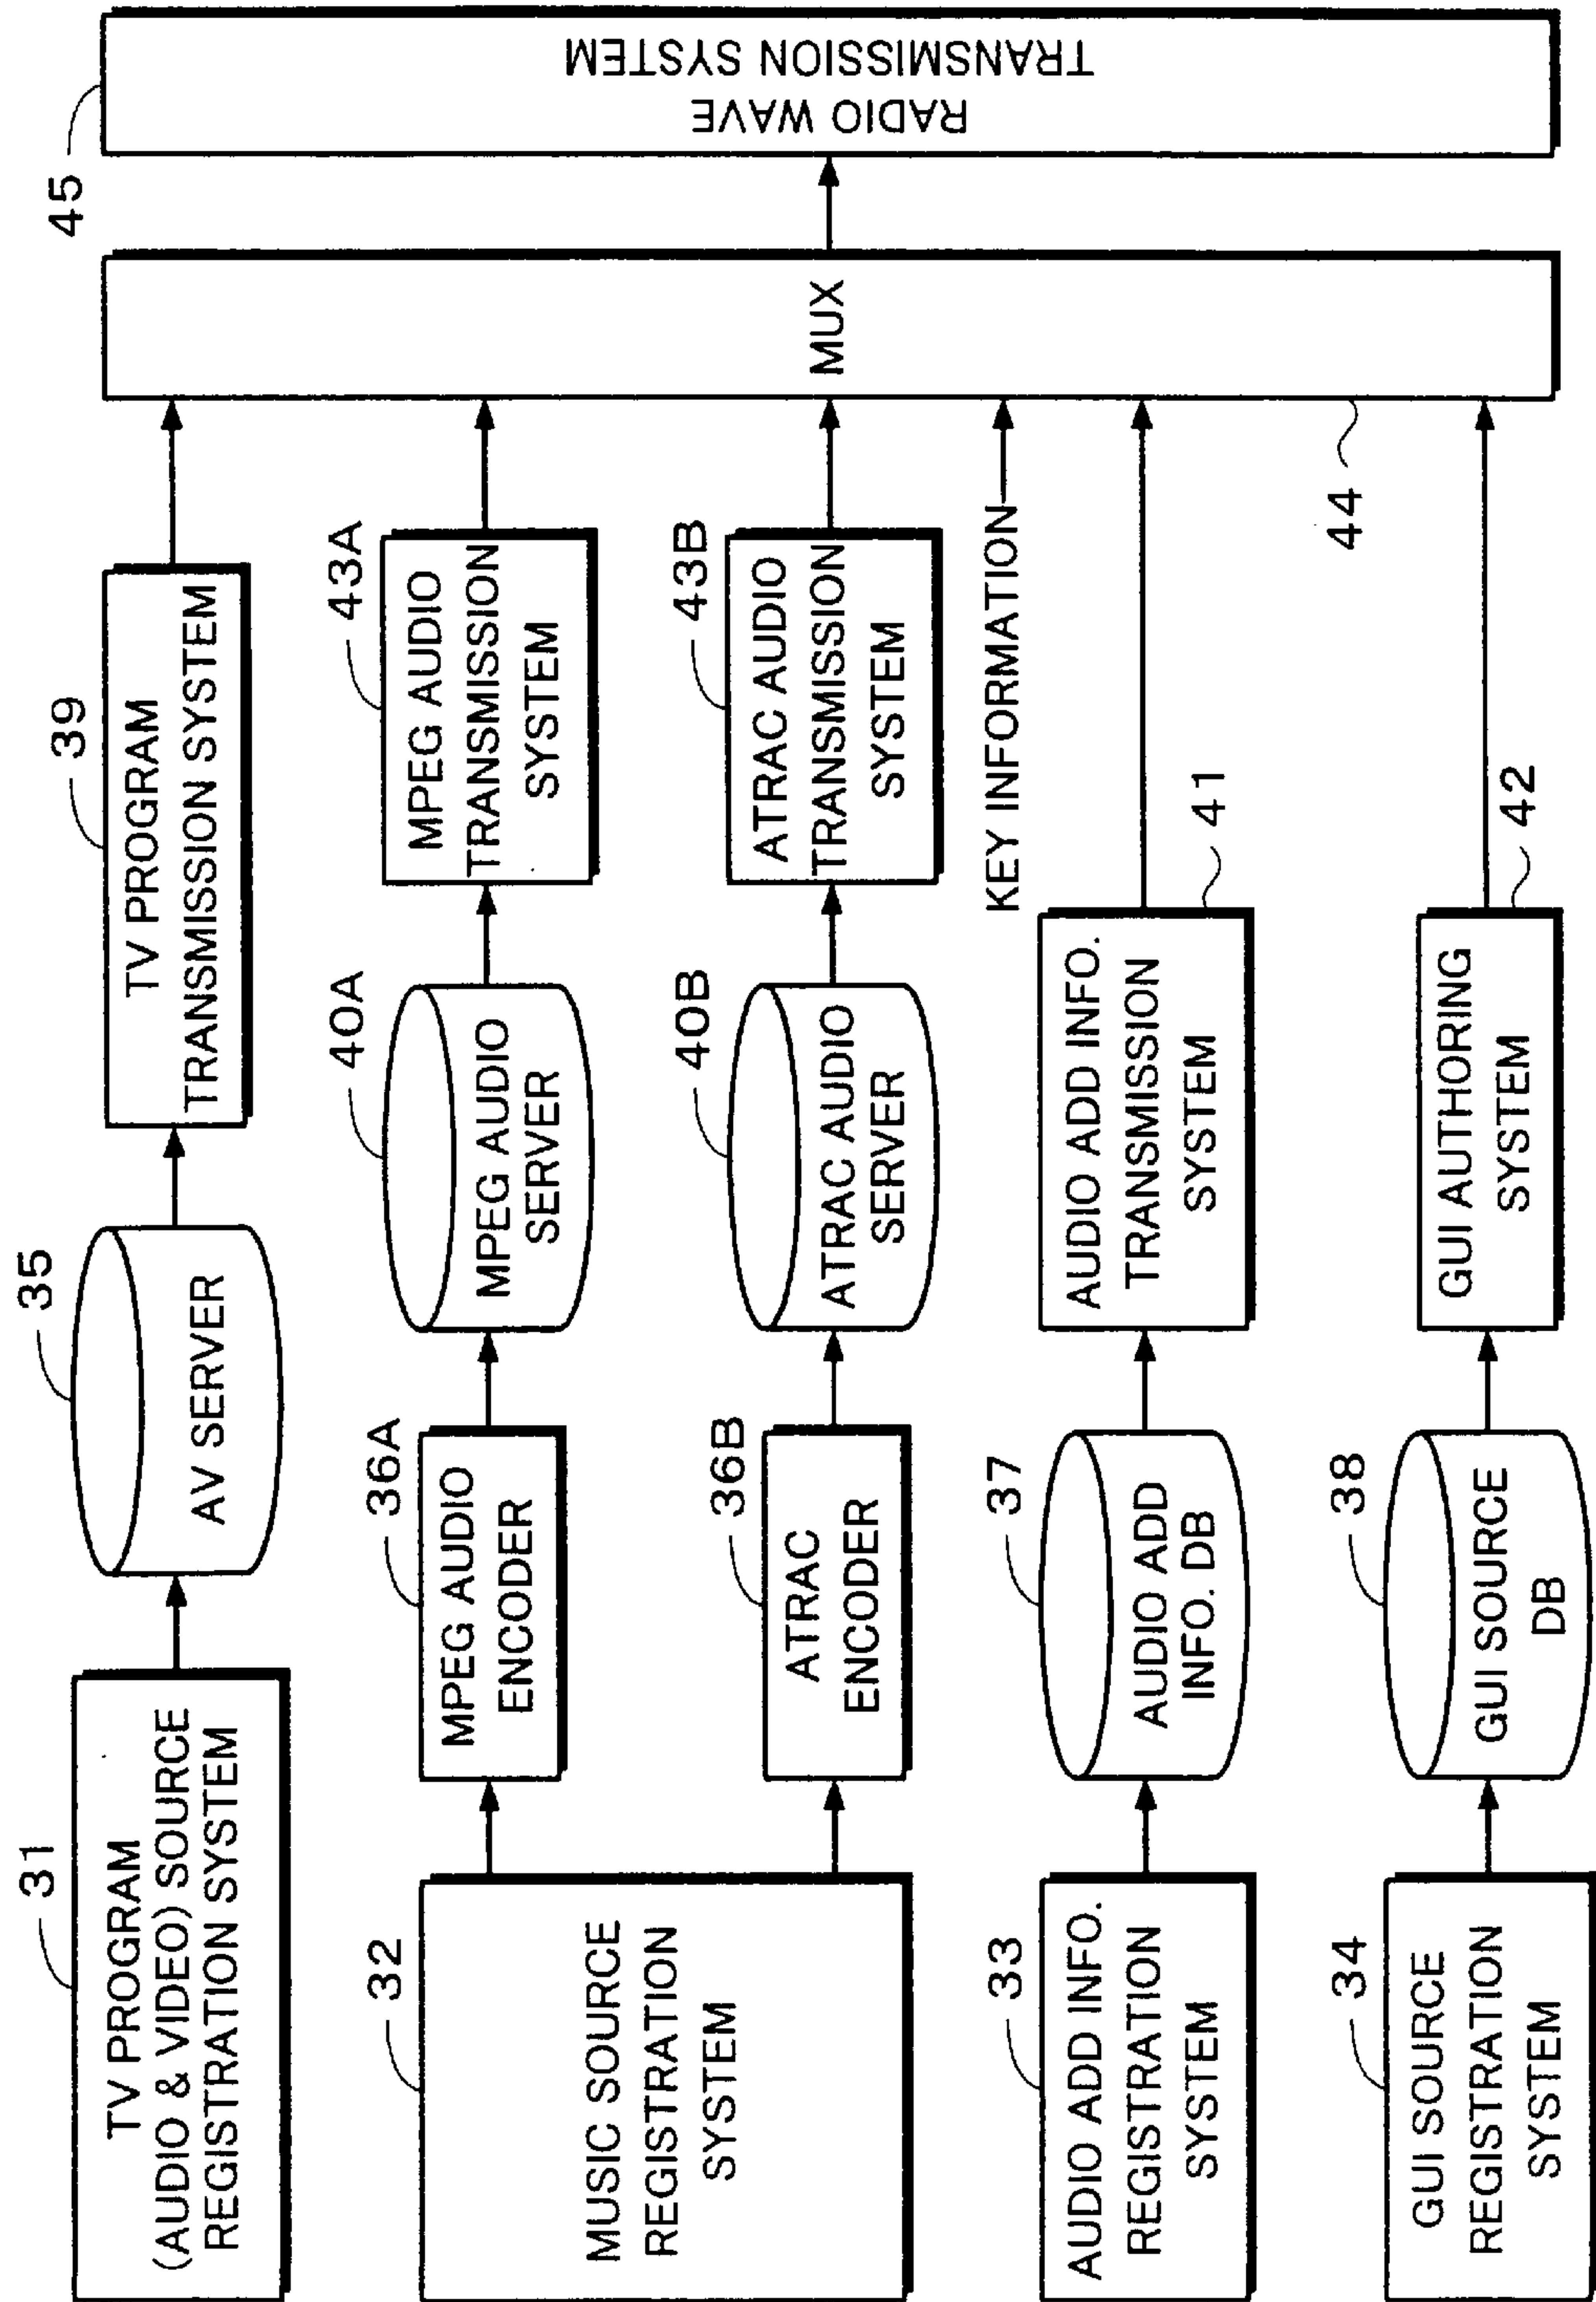 31
TV PROGRAM
(AUDIO & VIDEO) SOURCE
REGISTRATION SYSTEM
35
AV SERVER
39
TV PROGRAM
TRANSMISSION SYSTEM
32
MUSIC SOURCE
REGISTRATION
SYSTEM
36A
MPEG AUDIO
ENCODER
40A
MPEG AUDIO
SERVER
43A
MPEG AUDIO
TRANSMISSION
SYSTEM
36B
ATRAC
ENCODER
40B
ATRAC AUDIO
SERVER
43B
ATRAC AUDIO
TRANSMISSION
SYSTEM
KEY INFORMATION
33
AUDIO ADD INFO.
REGISTRATION
SYSTEM
37
AUDIO ADD
INFO. DB
AUDIO ADD INFO.
TRANSMISSION
SYSTEM
41
34
GUI SOURCE
REGISTRATION
SYSTEM
38
GUI SOURCE
DB
GUI AUTHORING
SYSTEM
42
MUX
44
45
RADIO WAVE
TRANSMISSION SYSTEM